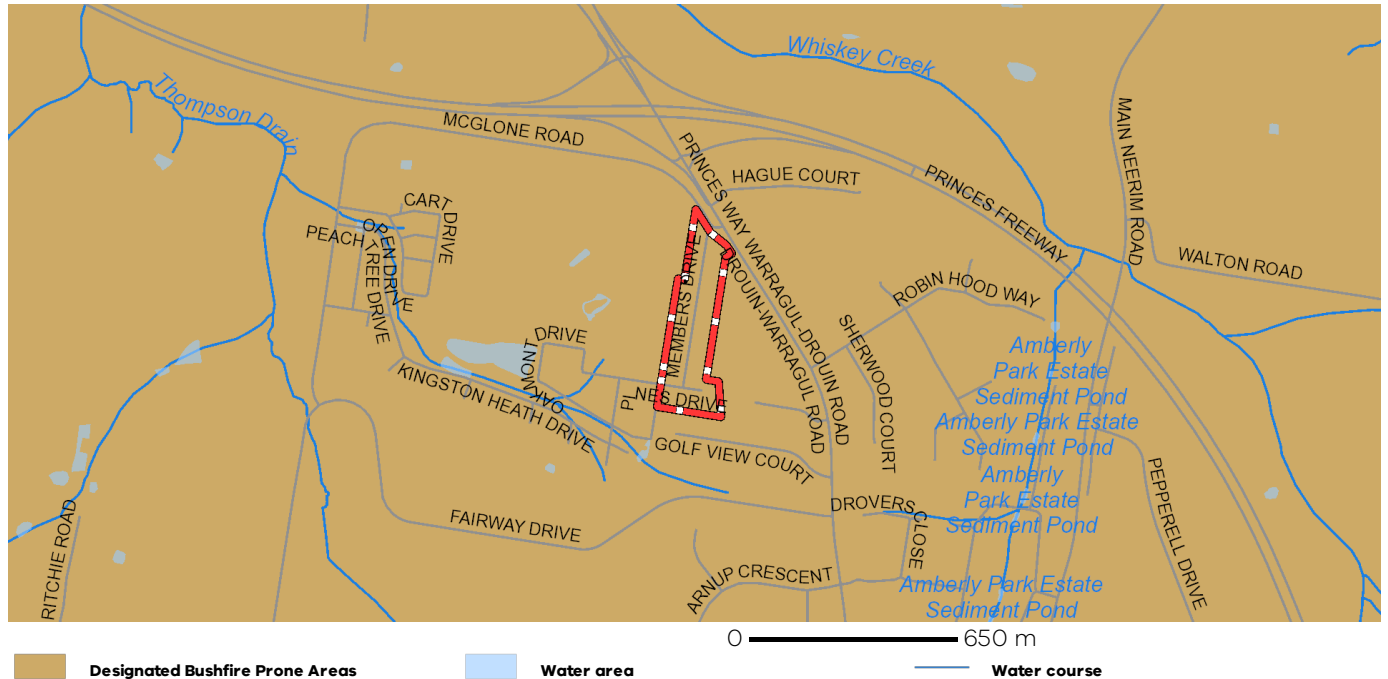 Whiskey Creek
Thompson Drain
MCGLONE ROAD
PRINCES WAY WARRAGUL-DROUIN ROAD
HAGUE COURT
PRINCES FREEWAY
MAIN NEERIM ROAD
WALTON ROAD
CART
DRIVE
OPEN DRIVE
PEACH TREE DRIVE
MEMBERS DRIVE
DROUIN-WARRAGUL ROAD
ROBIN HOOD WAY
SHERWOOD COURT
DRIVE
OAKMONT
KINGSTON HEATH DRIVE
PL
NES DRIVE
GOLF VIEW COURT
Amberly
Park Estate
Sediment Pond
Amberly Park Estate
Sediment Pond
Amberly
Park Estate
Sediment Pond
PEPPERELL DRIVE
RITCHIE ROAD
FAIRWAY DRIVE
DROVERS
CLOSE
ARNUP CRESCENT
Amberly Park Estate
Sediment Pond
0 650 m
Designated Bushfire Prone Areas
Water area
Water course